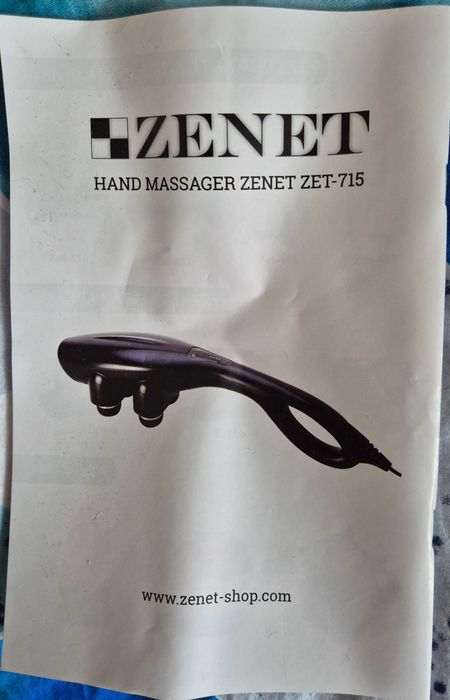 ZENET
HAND MASSAGER ZENET ZET-715
www.zenet-shop.com